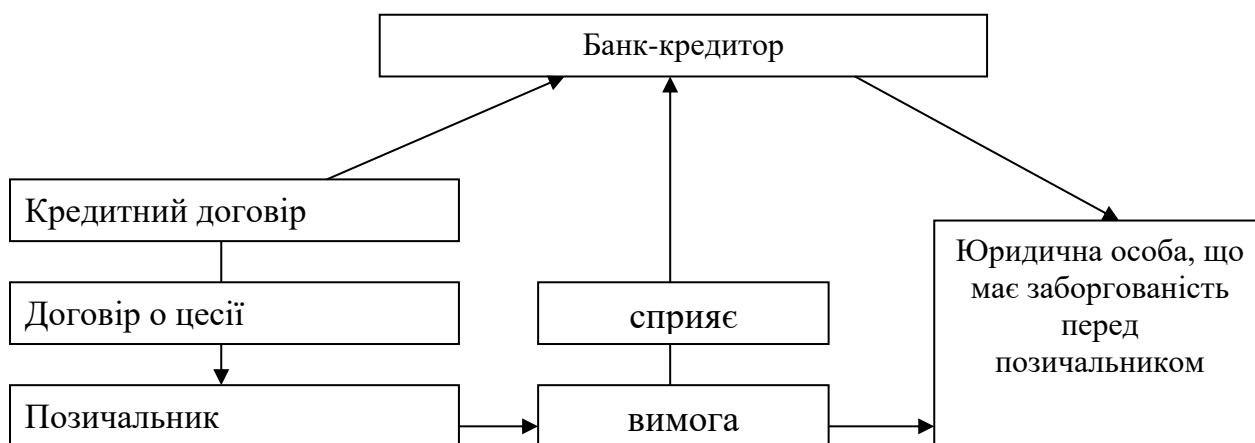 Банк-кредитор
Кредитний договір
Юридична особа, що
має заборгованість
перед
позичальником
Договір о цесії
сприяє
Позичальник
вимога